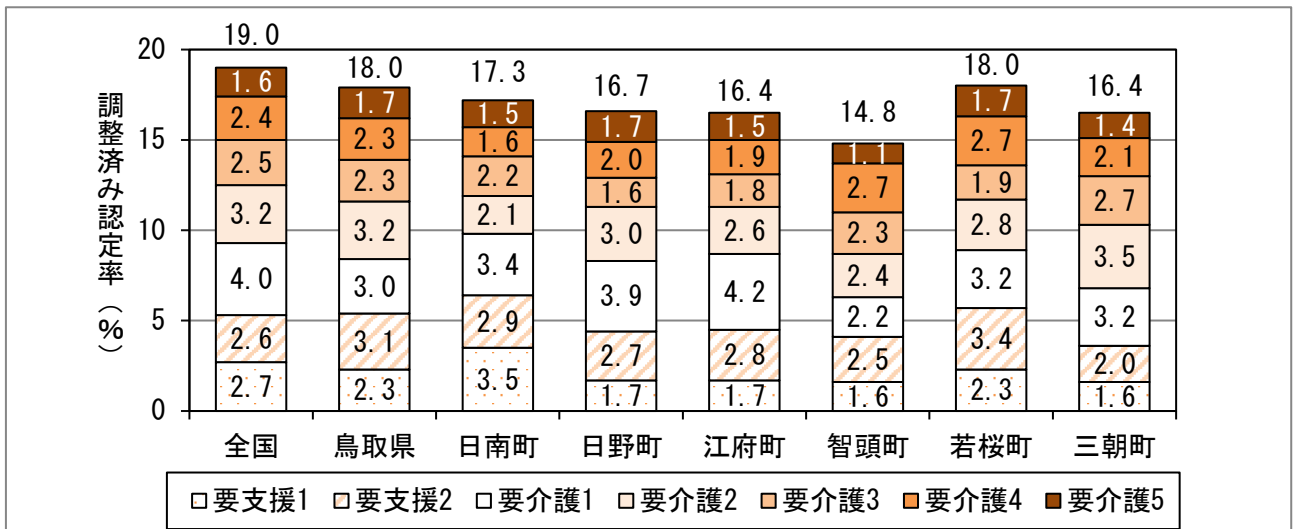 調整済み認定率(%)
20
15
10
5
0
19.0 18.0 17.3 16.7 16.4 14.8 18.0 16.4
1.6 1.7 1.5 1.7 1.5 1.1 1.7 1.4
2.4 2.3 1.6 2.0 1.9 2.7 2.7 2.1
2.5 2.3 2.2 1.6 1.8 2.3 1.9 2.7
3.2 3.2 2.1 3.0 2.6 2.4 2.8 3.5
4.0 3.0 3.4 3.9 4.2 2.2 3.2 3.2
2.6 3.1 2.9 2.7 2.8 2.5 3.4 2.0
2.7 2.3 3.5 1.7 1.7 1.6 2.3 1.6
全国 鳥取県 日南町 日野町 江府町 智頭町 若桜町 三朝町
要支援1 要支援2 要介護1 要介護2 要介護3 要介護4 要介護5